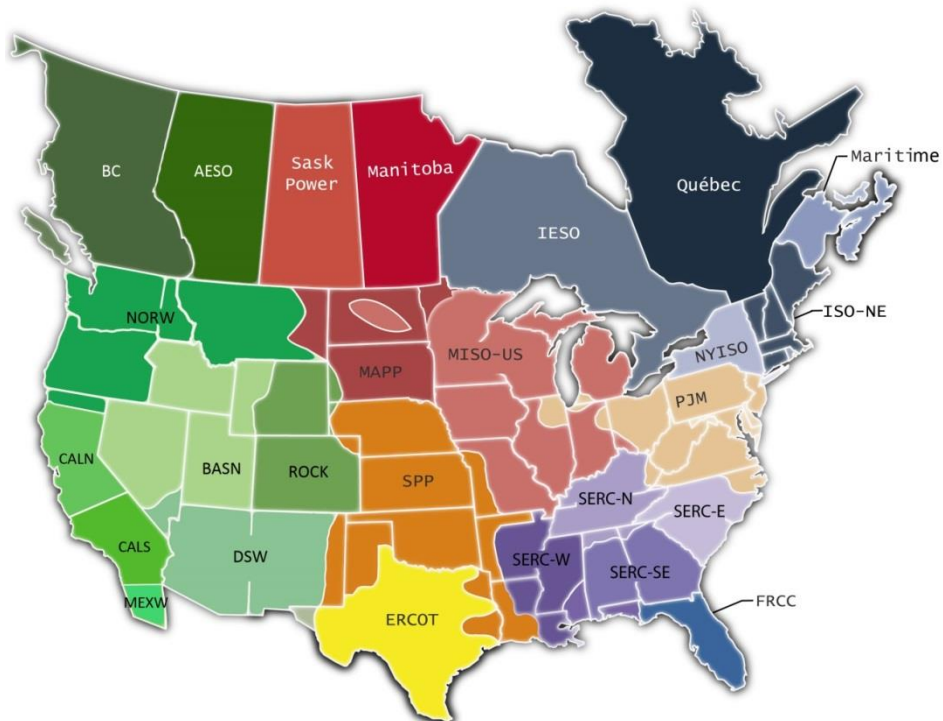 Maritime
BC
AESO
Sask
Power
Manitoba
Québec
IESO
NORW
ISO-NE
MISO-US
NYISO
MAPP
PJM
CALN
BASN
ROCK
SPP
SERC-N
SERC-E
CALS
DSW
SERC-W
SERC-SE
MEXW
ERCOT
FRCC